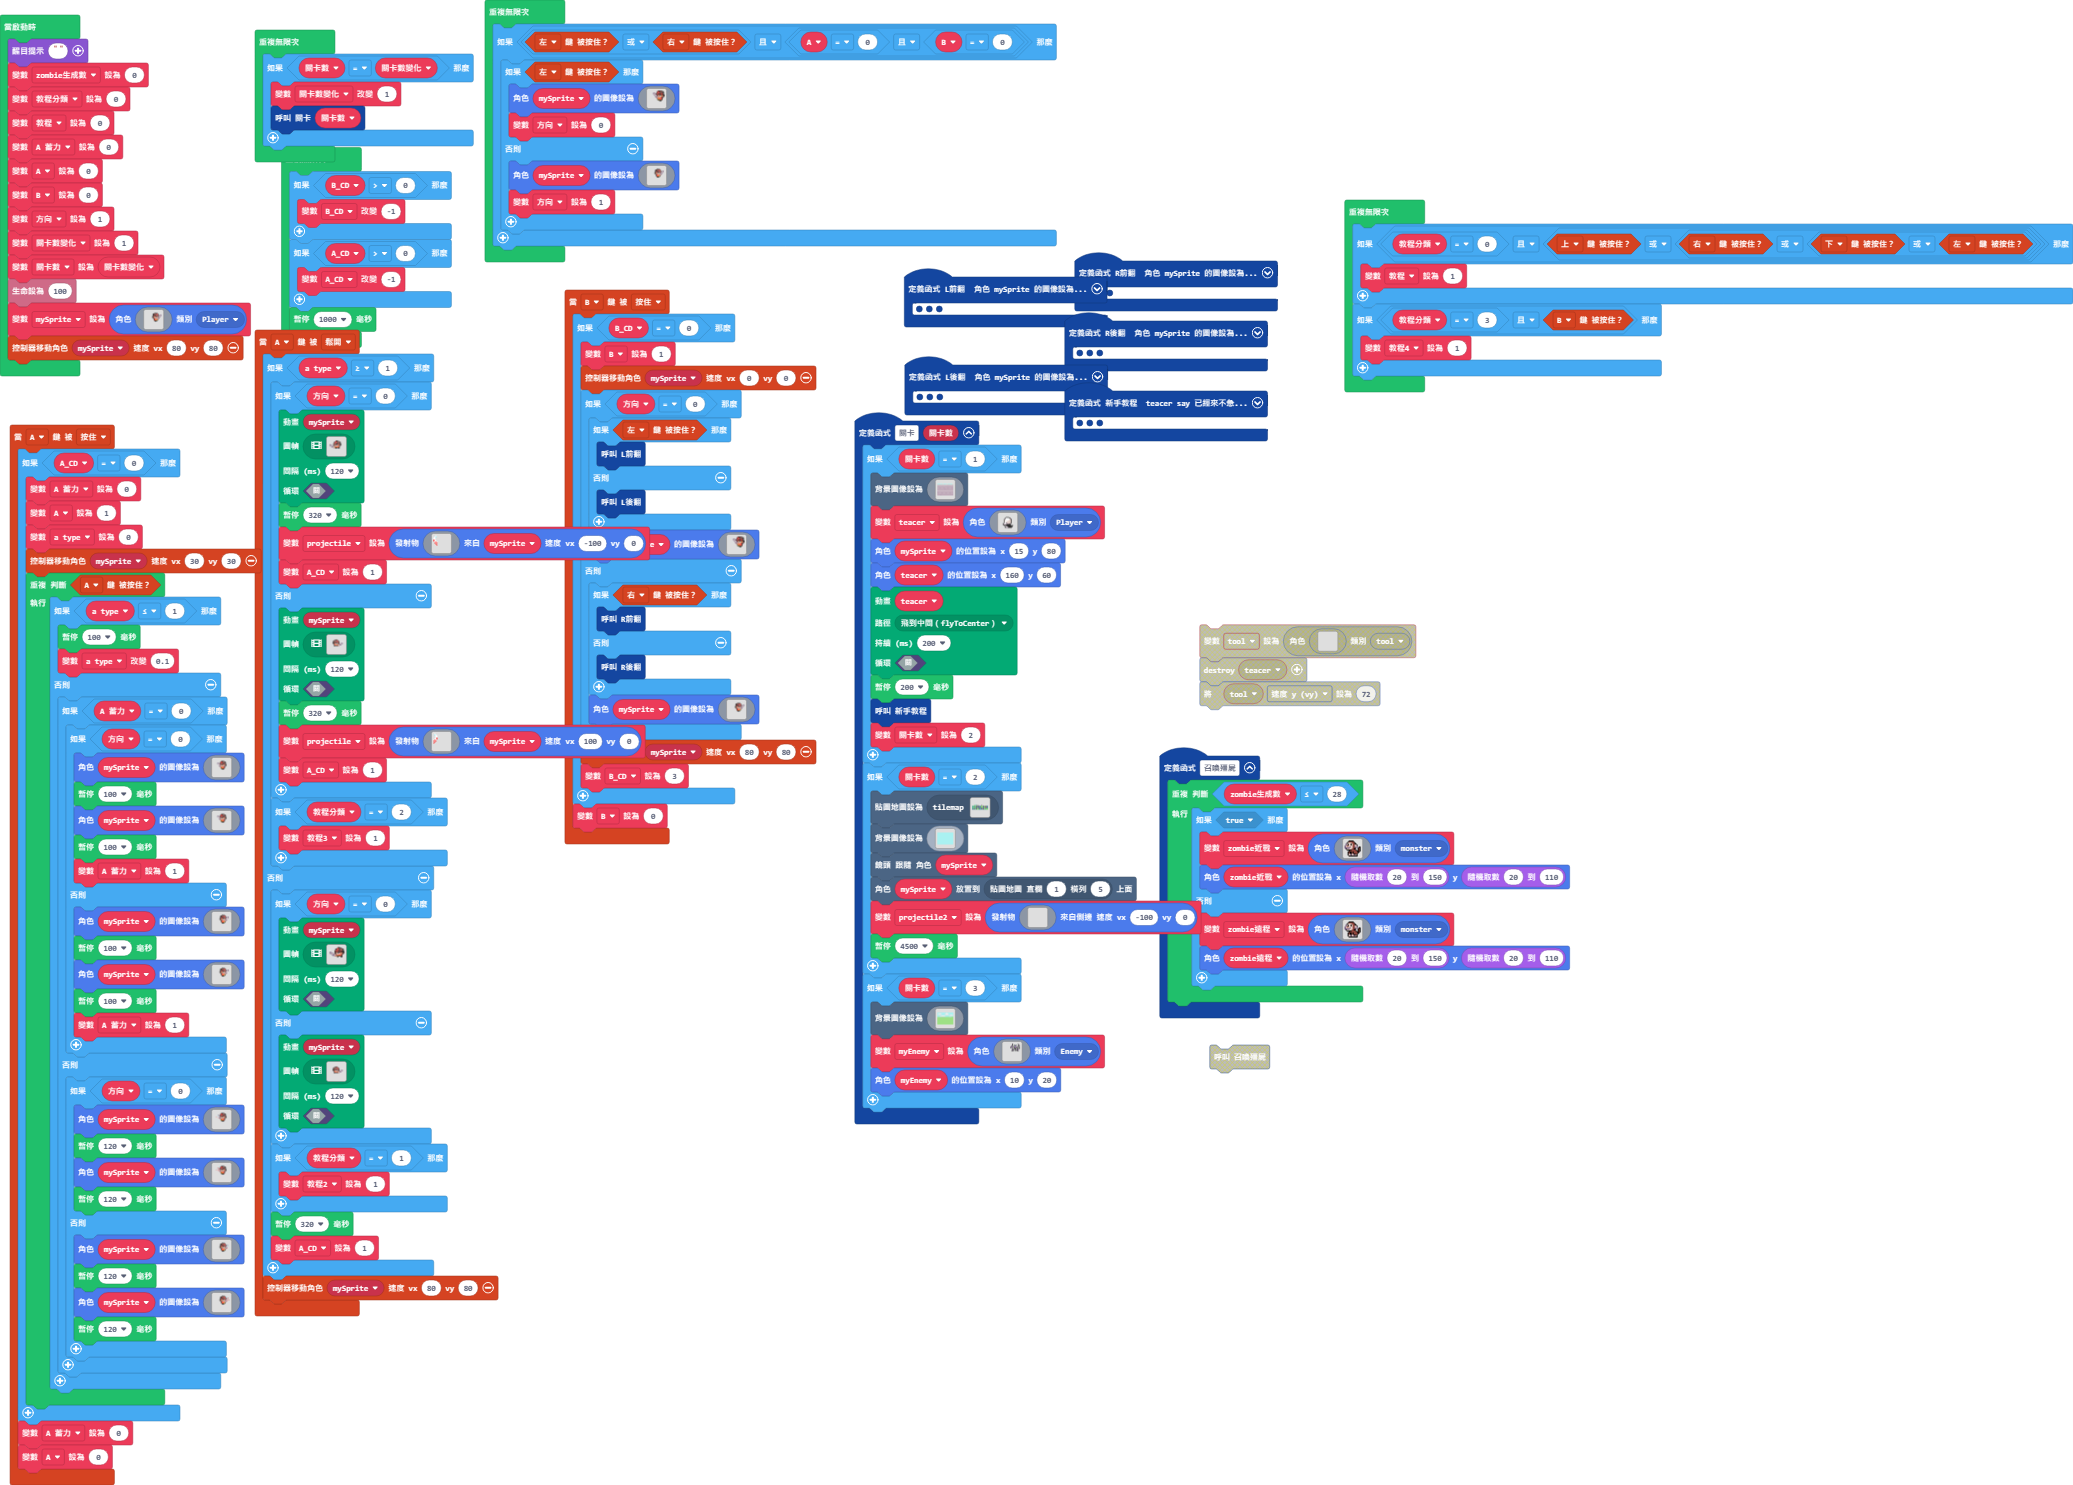 當啟動時
醒目提示 " "
變數 zombie生成數 設為 0
變數 教程分類 設為 0
變數 教程 設為 0
變數 A 蓄力 設為 0
變數 A 設為 0
變數 B 設為 0
變數 方向 設為 1
變數 關卡數變化 設為 1
變數 關卡數 設為 關卡數變化
生命設為 100
變數 mySprite 設為 角色 類別 Player
控制器移動角色 mySprite 速度 vx 80 vy 80
重複無限次
如果 關卡數 = 關卡數變化 那麼
變數 關卡數變化 改變 1
呼叫 關卡 關卡數
如果 B_CD > 0 那麼
變數 B_CD 改變 -1
如果 A_CD > 0 那麼
變數 A_CD 改變 -1
暫停 1000 毫秒
重複無限次
如果 左 鍵 被按住？ 或 右 鍵 被按住？ 且 A = 0 且 B = 0 那麼
如果 左 鍵 被按住？ 那麼
角色 mySprite 的圖像設為
變數 方向 設為 0
否則
角色 mySprite 的圖像設為
變數 方向 設為 1
重複無限次
如果 教程分類 = 0 且 上 鍵 被按住？ 或 右 鍵 被按住？ 或 下 鍵 被按住？ 或 左 鍵 被按住？ 那麼
變數 教程 設為 1
如果 教程分類 = 3 且 B 鍵 被按住？ 那麼
變數 教程4 設為 1
當 A 鍵 被 按住
如果 A_CD = 0 那麼
變數 A 蓄力 設為 0
變數 A 設為 1
變數 a type 設為 0
控制器移動角色 mySprite 速度 vx 30 vy 30
重複 判斷 A 鍵 被按住？
執行 如果 a type ≤ 1 那麼
暫停 100 毫秒
變數 a type 改變 0.1
否則
如果 A 蓄力 = 0 那麼
如果 方向 = 0 那麼
角色 mySprite 的圖像設為
暫停 100 毫秒
角色 mySprite 的圖像設為
暫停 100 毫秒
變數 A 蓄力 設為 1
否則
角色 mySprite 的圖像設為
暫停 100 毫秒
角色 mySprite 的圖像設為
暫停 100 毫秒
變數 A 蓄力 設為 1
否則
如果 方向 = 0 那麼
角色 mySprite 的圖像設為
暫停 120 毫秒
角色 mySprite 的圖像設為
暫停 120 毫秒
否則
角色 mySprite 的圖像設為
暫停 120 毫秒
角色 mySprite 的圖像設為
暫停 120 毫秒
變數 A 蓄力 設為 0
變數 A 設為 0
當 A 鍵 被 鬆開
如果 a type ≥ 1 那麼
如果 方向 = 0 那麼
動畫 mySprite
圖幀
間隔 (ms) 120
循環
暫停 320 毫秒
變數 projectile 設為 發射物 來自 mySprite 速度 vx -100 vy 0
變數 A_CD 設為 1
否則
動畫 mySprite
圖幀
間隔 (ms) 120
循環
暫停 320 毫秒
變數 projectile 設為 發射物 來自 mySprite 速度 vx 100 vy 0
變數 A_CD 設為 1
如果 教程分類 = 2 那麼
變數 教程3 設為 1
否則
如果 方向 = 0 那麼
動畫 mySprite
圖幀
間隔 (ms) 120
循環
否則
動畫 mySprite
圖幀
間隔 (ms) 120
循環
如果 教程分類 = 1 那麼
變數 教程2 設為 1
暫停 320 毫秒
變數 A_CD 設為 1
控制器移動角色 mySprite 速度 vx 80 vy 80
當 B 鍵 被 按住
如果 B_CD = 0 那麼
變數 B 設為 1
控制器移動角色 mySprite 速度 vx 0 vy 0
如果 方向 = 0 那麼
如果 左 鍵 被按住？ 那麼
呼叫 L前翻
否則
呼叫 L後翻
的圖像設為
否則
如果 右 鍵 被按住？ 那麼
呼叫 R前翻
否則
呼叫 R後翻
角色 mySprite 的圖像設為
mySprite 速度 vx 80 vy 80
變數 B_CD 設為 3
變數 B 設為 0
定義函式 L前翻 角色 mySprite 的圖像設為...
定義函式 R前翻 角色 mySprite 的圖像設為...
定義函式 R後翻 角色 mySprite 的圖像設為...
定義函式 L後翻 角色 mySprite 的圖像設為...
定義函式 新手教程 teacer say 已經來不急...
定義函式 關卡 關卡數
如果 關卡數 = 1 那麼
背景圖像設為
變數 teacer 設為 角色 類別 Player
角色 mySprite 的位置設為 x 15 y 80
角色 teacer 的位置設為 x 160 y 60
動畫 teacer
路徑 飛到中間 ( flyToCenter )
持續 (ms) 200
循環
暫停 200 毫秒
呼叫 新手教程
變數 關卡數 設為 2
如果 關卡數 = 2 那麼
貼圖地圖設為 tilemap
背景圖像設為
鏡頭 跟隨 角色 mySprite
角色 mySprite 放置到 貼圖地圖 直欄 1 橫列 5 上面
變數 projectile2 設為 發射物 來自側邊 速度 vx -100 vy 0
暫停 4500 毫秒
如果 關卡數 = 3 那麼
背景圖像設為
變數 myEnemy 設為 角色 類別 Enemy
角色 myEnemy 的位置設為 x 10 y 20
變數 tool 設為 角色 類別 tool
destroy teacer
將 tool 速度 y (vy) 設為 72
定義函式 召喚殭屍
重複 判斷 zombie生成數 ≤ 28
執行 如果 true 那麼
變數 zombie近戰 設為 角色 類別 monster
角色 zombie近戰 的位置設為 x 隨機取數 20 到 150 y 隨機取數 20 到 110
否則
變數 zombie遠程 設為 角色 類別 monster
角色 zombie遠程 的位置設為 x 隨機取數 20 到 150 y 隨機取數 20 到 110
呼叫 召喚殭屍